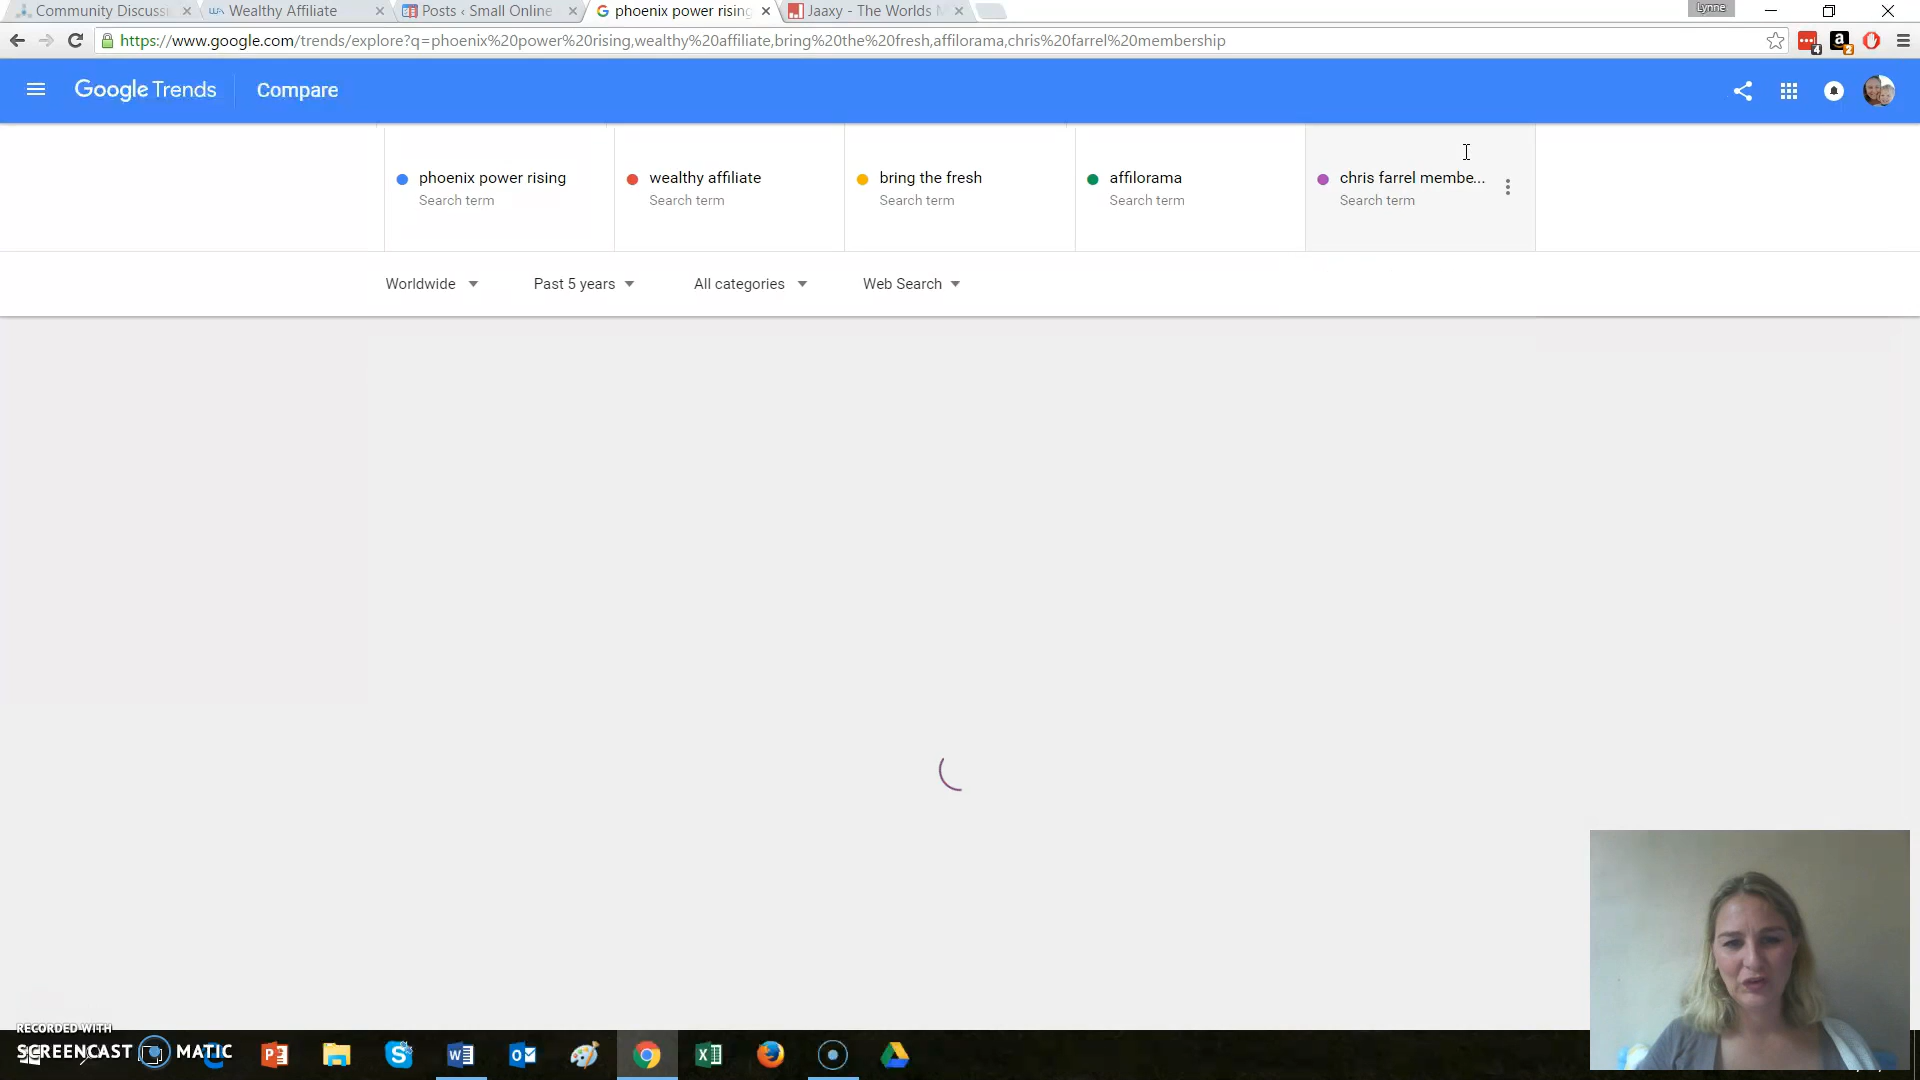 Community Discuss
Wealthy Affiliate
Posts ‹ Small Online
phoenix power rising
Jaaxy - The Worlds
Lynne
https://www.google.com/trends/explore?q=phoenix%20power%20rising,wealthy%20affiliate,bring%20the%20fresh,affilorama,chris%20farrel%20membership
4
2
Google Trends
Compare
phoenix power rising
Search term
wealthy affiliate
Search term
bring the fresh
Search term
affilorama
Search term
chris farrel membe...
Search term
Worldwide
Past 5 years
All categories
Web Search
RECORDED WITH
SCREENCAST MATIC